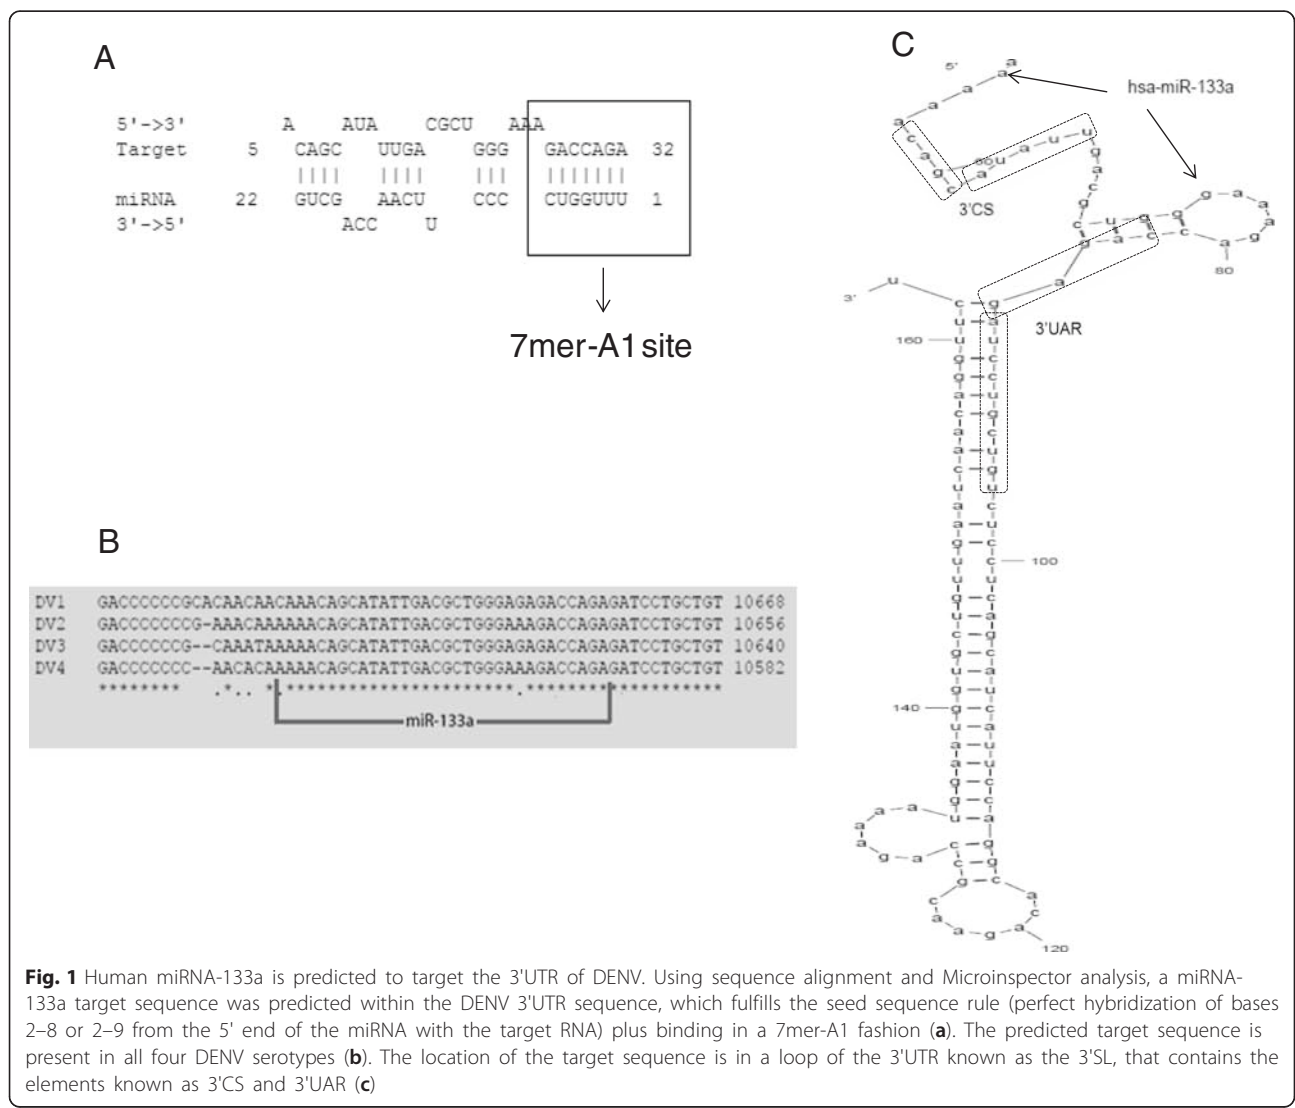 A
5'->3' A AUA CGCU AAA
Target 5 CAGC UUGA GGG GACCAGA 32
miRNA 22 GUCG AACU CCC CUGGUUU 1
3'->5' ACC U
7mer-A1 site
B
DV1 GACCCCCCGCACAACAACAAACAGCATATTGACGCTGGGAGAGACCAGAGATCCTGCTGT 10668
DV2 GACCCCCCCG-AAACAAAAAACAGCATATTGACGCTGGGAAAGACCAGAGATCCTGCTGT 10656
DV3 GACCCCCCG--CAAATAAAAACAGCATATTGACGCTGGGAGAGACCAGAGATCCTGCTGT 10640
DV4 GACCCCCCC--AACACAAAAACAGCATATTGACGCTGGGAAAGACCAGAGATCCTGCTGT 10582
miR-133a
C
5'
hsa-miR-133a
3'CS
80
3'
3'UAR
160
100
140
120
Fig. 1 Human miRNA-133a is predicted to target the 3'UTR of DENV. Using sequence alignment and Microinspector analysis, a miRNA-
133a target sequence was predicted within the DENV 3'UTR sequence, which fulfills the seed sequence rule (perfect hybridization of bases
2–8 or 2–9 from the 5' end of the miRNA with the target RNA) plus binding in a 7mer-A1 fashion (a). The predicted target sequence is
present in all four DENV serotypes (b). The location of the target sequence is in a loop of the 3'UTR known as the 3'SL, that contains the
elements known as 3'CS and 3'UAR (c)